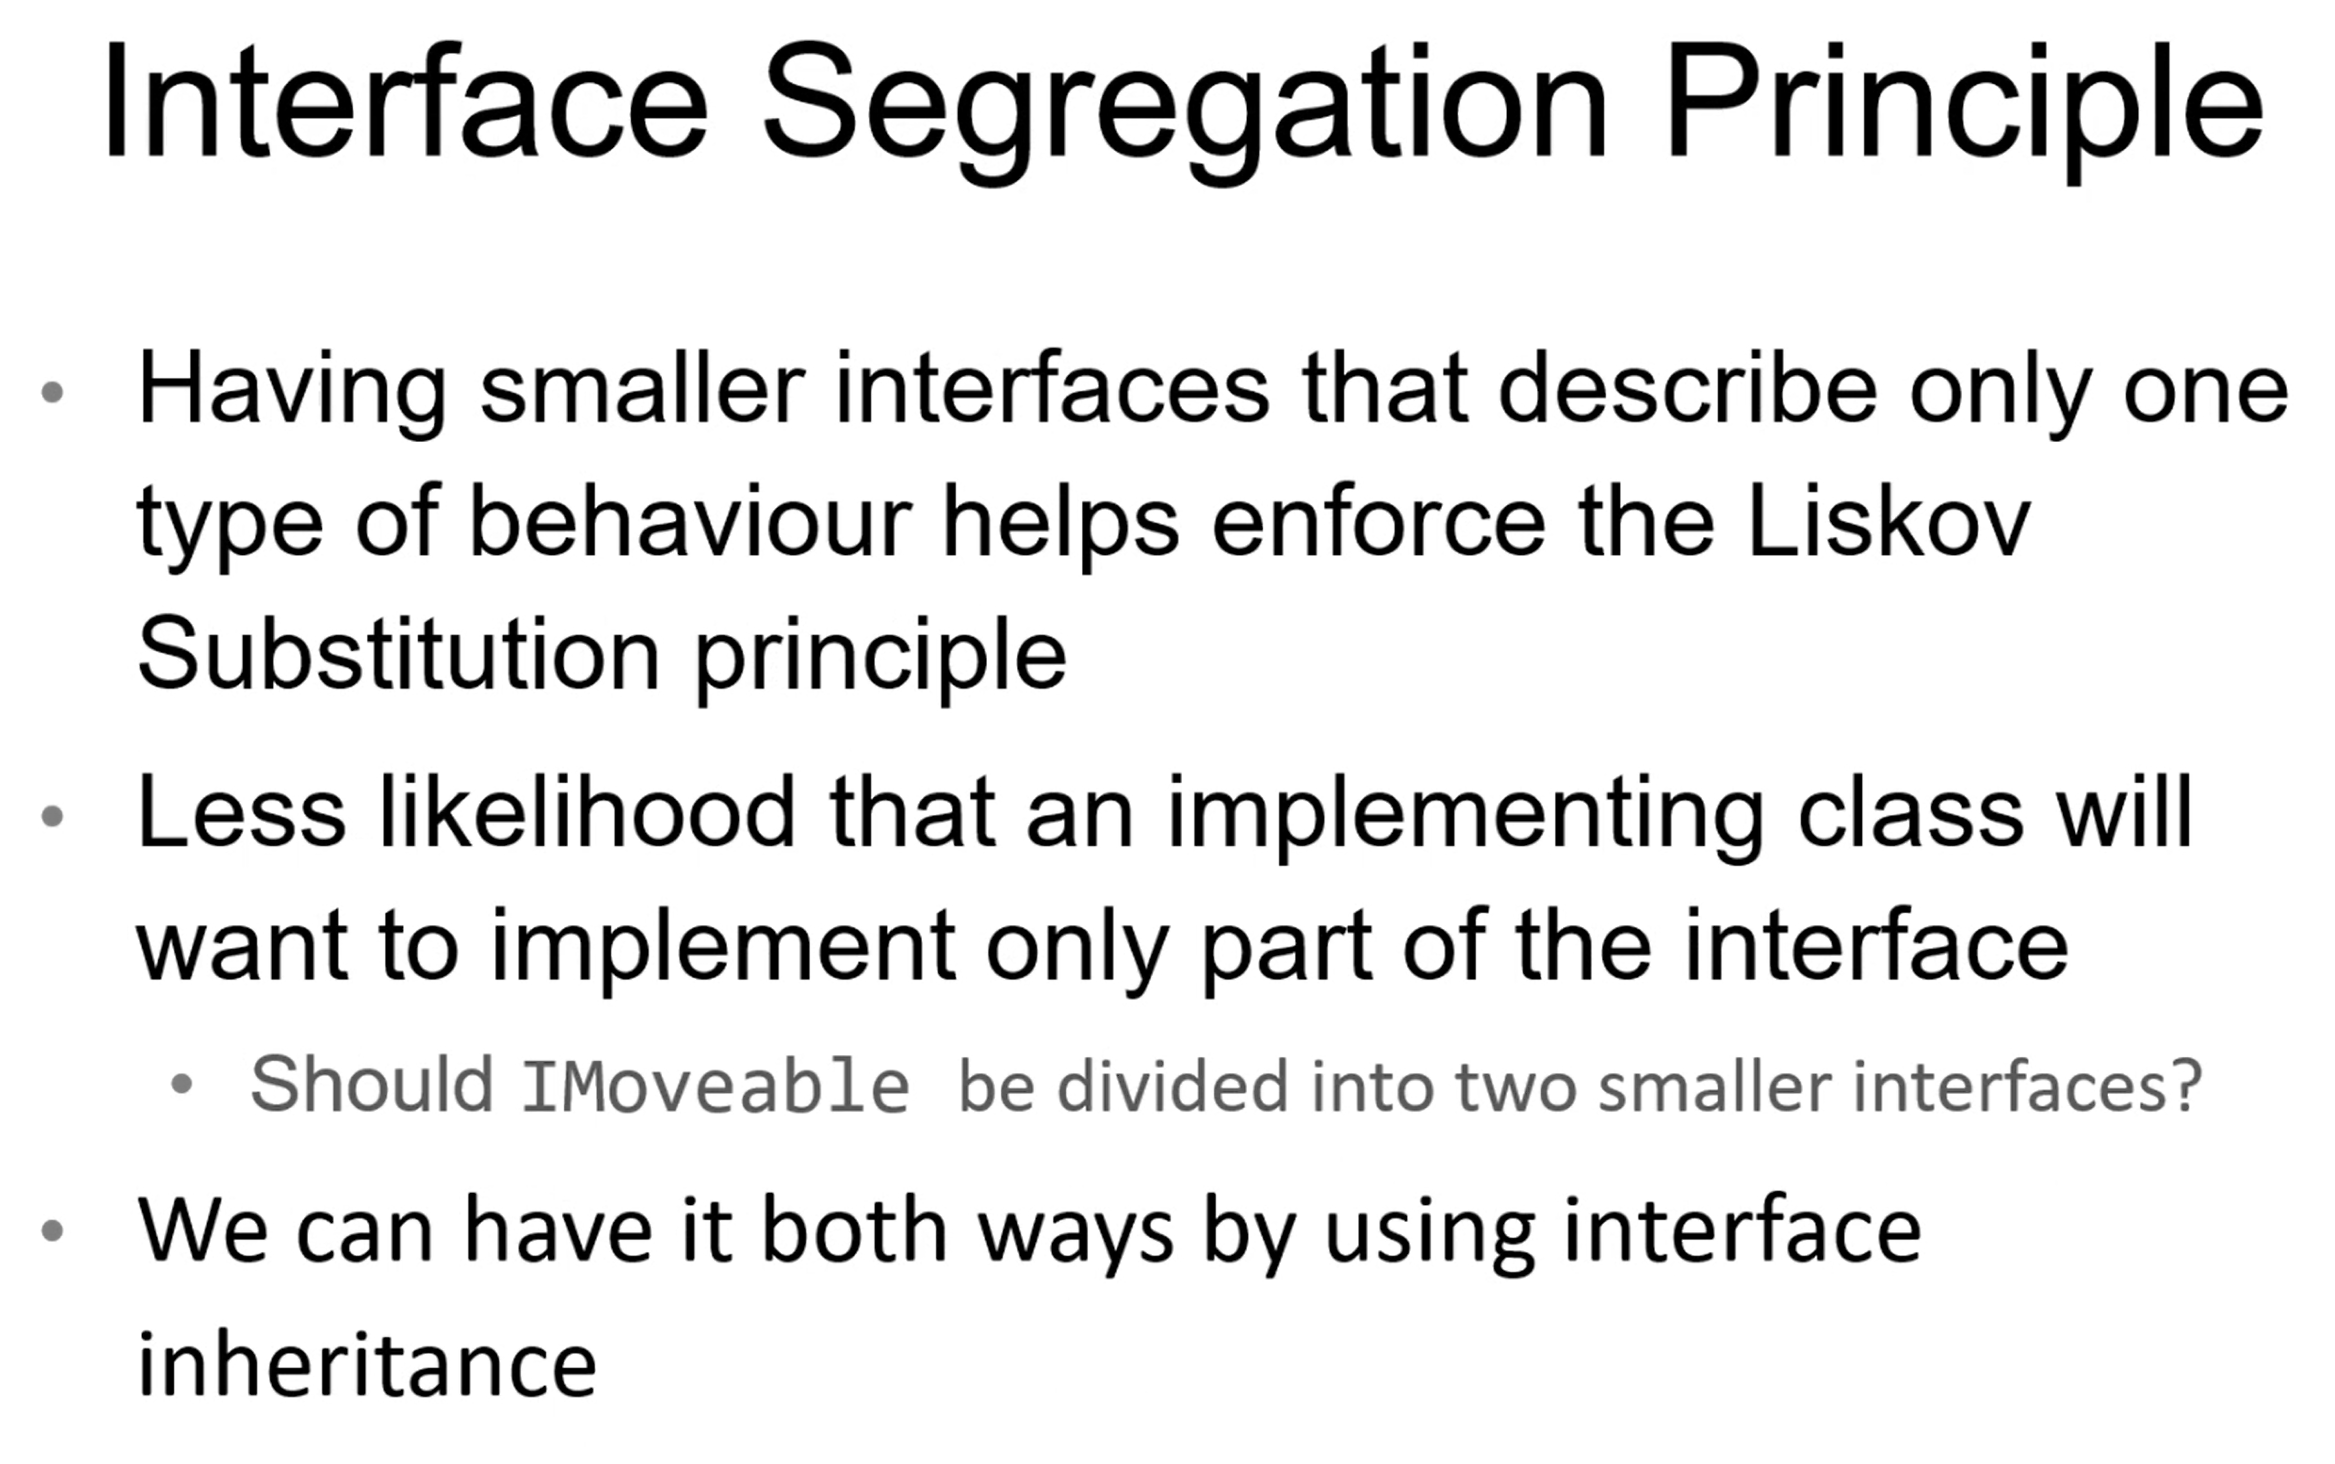 Interface Segregation Principle
• Having smaller interfaces that describe only one
type of behaviour helps enforce the Liskov
Substitution principle
• Less likelihood that an implementing class will
want to implement only part of the interface
• Should IMoveable be divided into two smaller interfaces?
• We can have it both ways by using interface
inheritance